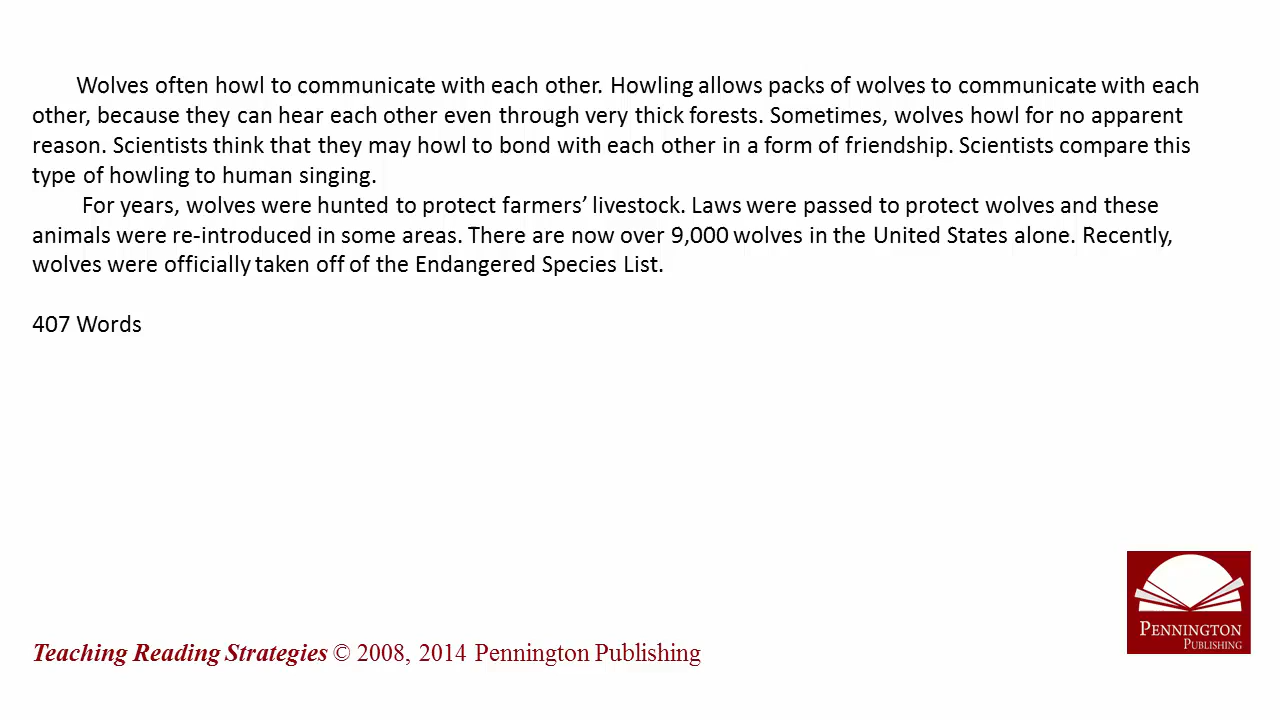 Wolves often howl to communicate with each other. Howling allows packs of wolves to communicate with each
other, because they can hear each other even through very thick forests. Sometimes, wolves howl for no apparent
reason. Scientists think that they may howl to bond with each other in a form of friendship. Scientists compare this
type of howling to human singing.
For years, wolves were hunted to protect farmers’ livestock. Laws were passed to protect wolves and these
animals were re-introduced in some areas. There are now over 9,000 wolves in the United States alone. Recently,
wolves were officially taken off of the Endangered Species List.
407 Words
PENNINGTON
PUBLISHING
Teaching Reading Strategies © 2008, 2014 Pennington Publishing